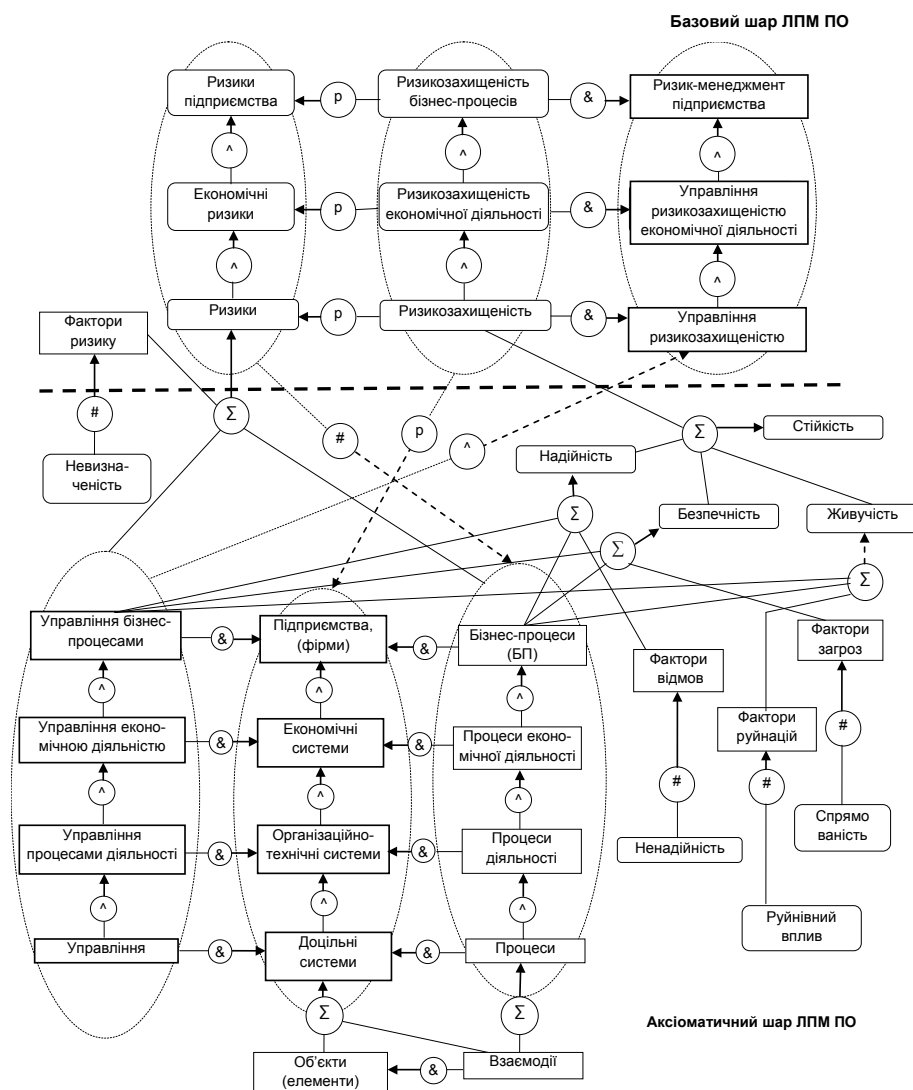 Базовий шар ЛПМ ПО
Ризики
підприємства
р
Ризикозахищеність
бізнес-процесів
&
Ризик-менеджмент
підприємства
^
^
^
Економічні
ризики
р
Ризикозахищеність
економічної діяльності
&
Управління
ризикозахищеністю
економічної діяльності
^
^
^
Ризики
р
Ризикозахищеність
&
Управління
ризикозахищеністю
Фактори
ризику
#
Σ
#
р
^
Σ
Стійкість
Невизна-
ченість
Надійність
Безпечність
Живучість
Σ
Σ
Σ
Управління бізнес-
процесами
&
Підприємства,
(фірми)
&
Бізнес-процеси
(БП)
Фактори
відмов
Фактори
загроз
^
^
^
#
Фактори
руйнацій
#
Управління еконо-
мічною діяльністю
&
Економічні
системи
&
Процеси еконо-
мічної діяльності
#
^
^
^
Спрямо
ваність
Управління
процесами діяльності
&
Організаційно-
технічні системи
&
Процеси
діяльності
Ненадійність
^
^
^
Руйнівний
вплив
Управління
&
Доцільні
системи
&
Процеси
Σ
Σ
Аксіоматичний шар ЛПМ ПО
Об’єкти
(елементи)
&
Взаємодії